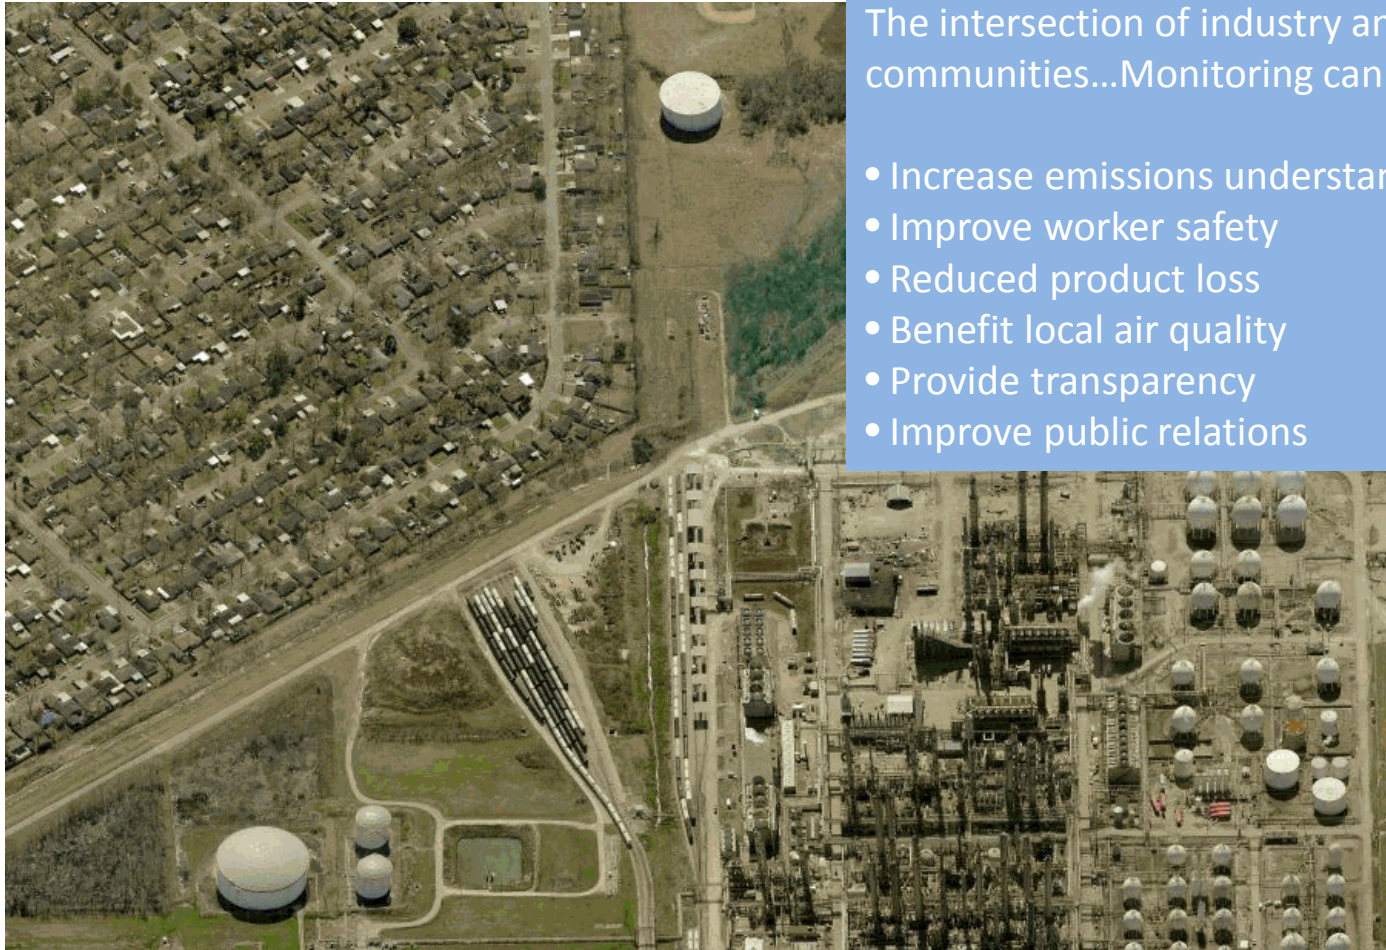 The intersection of industry an
communities...Monitoring can
• Increase emissions understan
• Improve worker safety
• Reduced product loss
• Benefit local air quality
• Provide transparency
• Improve public relations